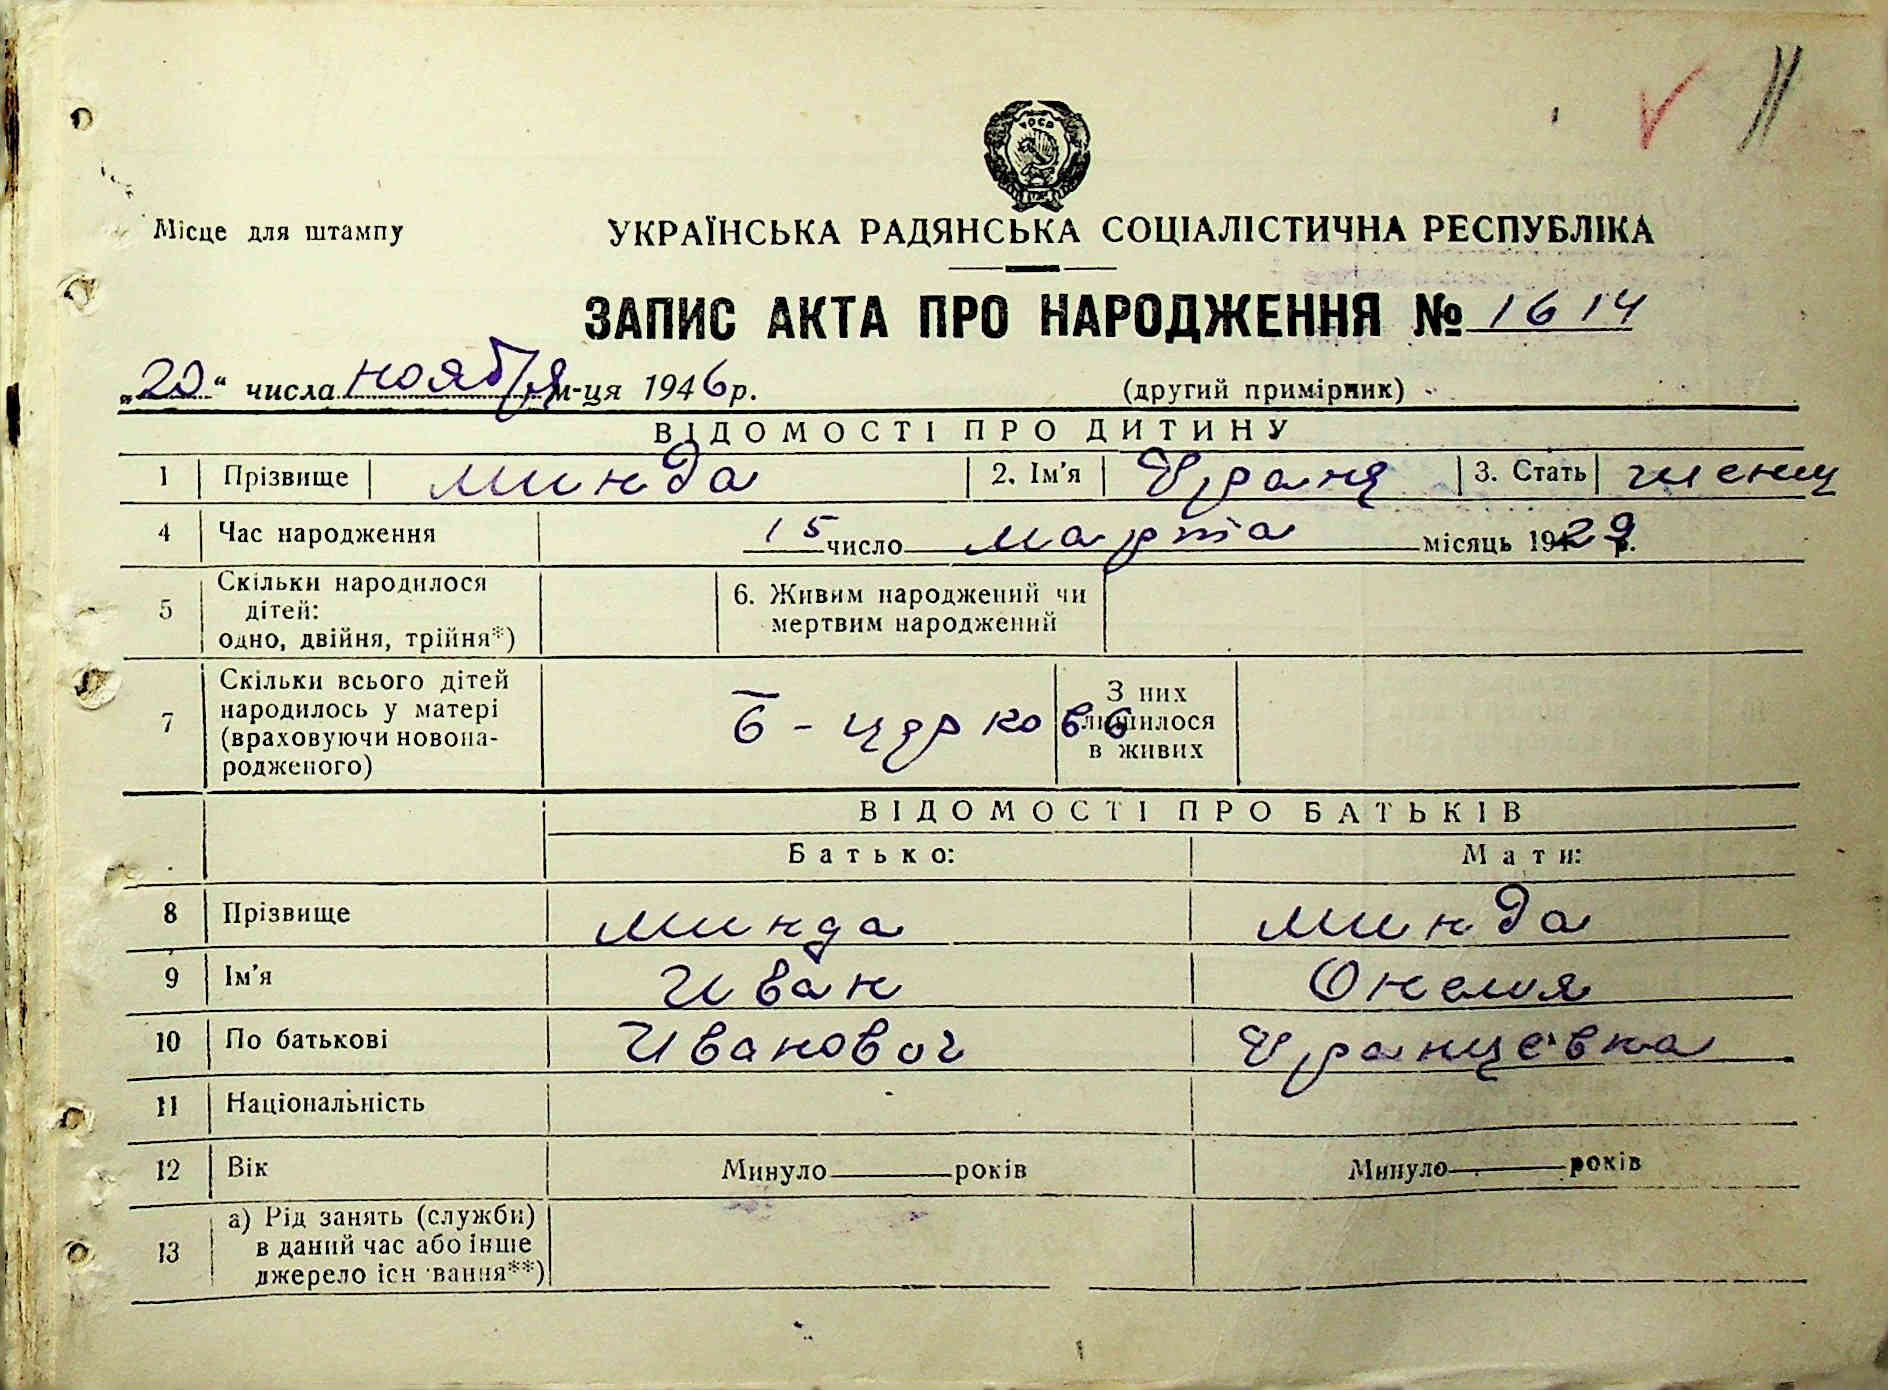 УРСР
Місце для штампу
УКРАЇНСЬКА РАДЯНСЬКА СОЦІАЛІСТИЧНА РЕСПУБЛІКА
ЗАПИС АКТА ПРО НАРОДЖЕННЯ № 1614
„20“ числа ноября м-ця 1946 р. (другий примірник)
ВІДОМОСТІ ПРО ДИТИНУ
1 Прізвище Минда 2. Ім'я 3. Стать женщ
4 Час народження 15 число марта місяць 1929 р.
5 Скільки народилося дітей: одно, двійня, трійня*) 6. Живим народжений чи мертвим народжений
7 Скільки всього дітей народилось у матері (враховуючи новонародженого) З них лишилося в живих
ВІДОМОСТІ ПРО БАТЬКІВ
Батько: Мати:
8 Прізвище Минда Минда
9 Ім'я Иван
10 По батькові Иванович Францевна
11 Національність
12 Вік Минуло років Минуло років
13 а) Рід занять (служби)
в даний час або інше
джерело існ вання**)